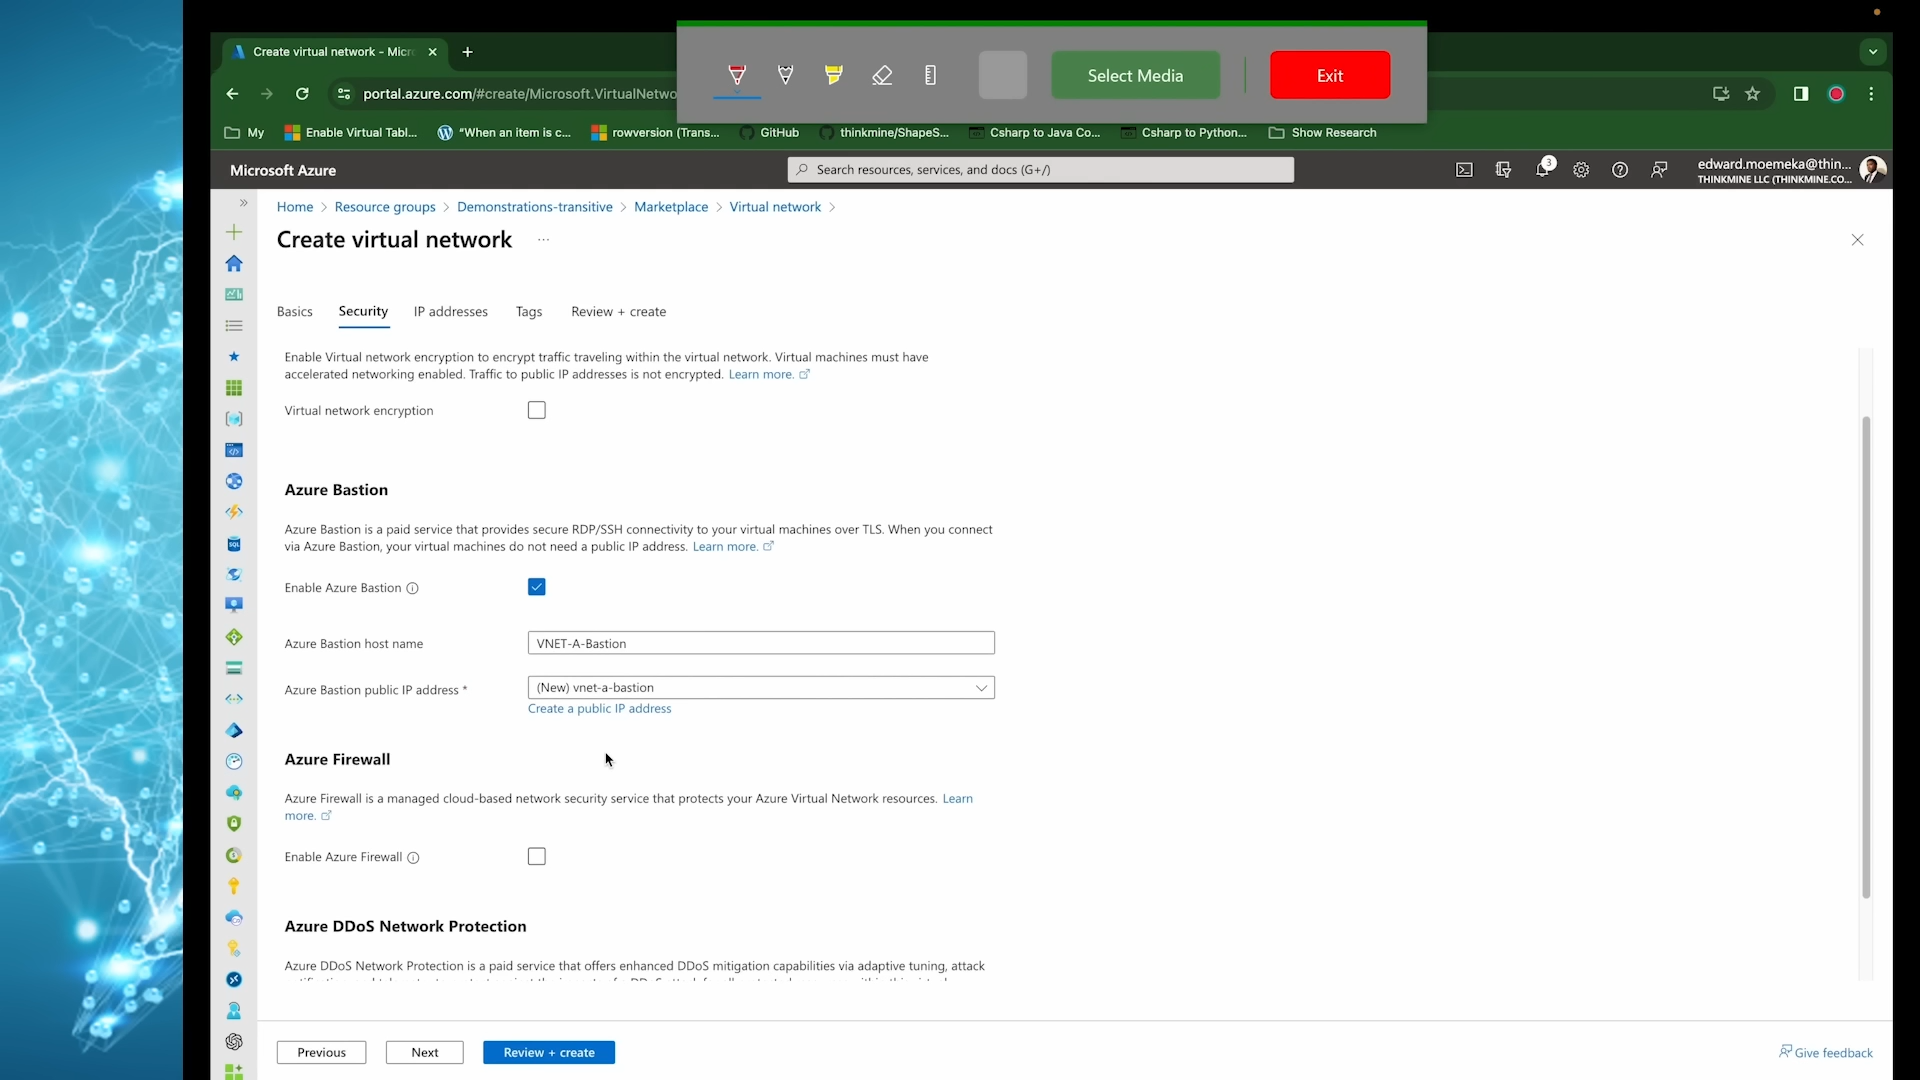 Create virtual network - Micr
Select Media
Exit
portal.azure.com/#create/Microsoft.VirtualNetwo
My
Enable Virtual Tabl...
"When an item is c...
rowversion (Trans...
GitHub
thinkmine/ShapeS...
Csharp to Java Co...
Csharp to Python...
Show Research
Microsoft Azure
Search resources, services, and docs (G+/)
3
edward.moemeka@thin...
THINKMINE LLC (THINKMINE.CO...
Home > Resource groups > Demonstrations-transitive > Marketplace > Virtual network >
Create virtual network ...
Basics
Security
IP addresses
Tags
Review + create
Enable Virtual network encryption to encrypt traffic traveling within the virtual network. Virtual machines must have
accelerated networking enabled. Traffic to public IP addresses is not encrypted. Learn more.
Virtual network encryption
Azure Bastion
Azure Bastion is a paid service that provides secure RDP/SSH connectivity to your virtual machines over TLS. When you connect
via Azure Bastion, your virtual machines do not need a public IP address. Learn more.
Enable Azure Bastion
Azure Bastion host name
VNET-A-Bastion
Azure Bastion public IP address *
(New) vnet-a-bastion
Create a public IP address
Azure Firewall
Azure Firewall is a managed cloud-based network security service that protects your Azure Virtual Network resources. Learn
more.
Enable Azure Firewall
Azure DDoS Network Protection
Azure DDoS Network Protection is a paid service that offers enhanced DDoS mitigation capabilities via adaptive tuning, attack
Previous
Next
Review + create
Give feedback